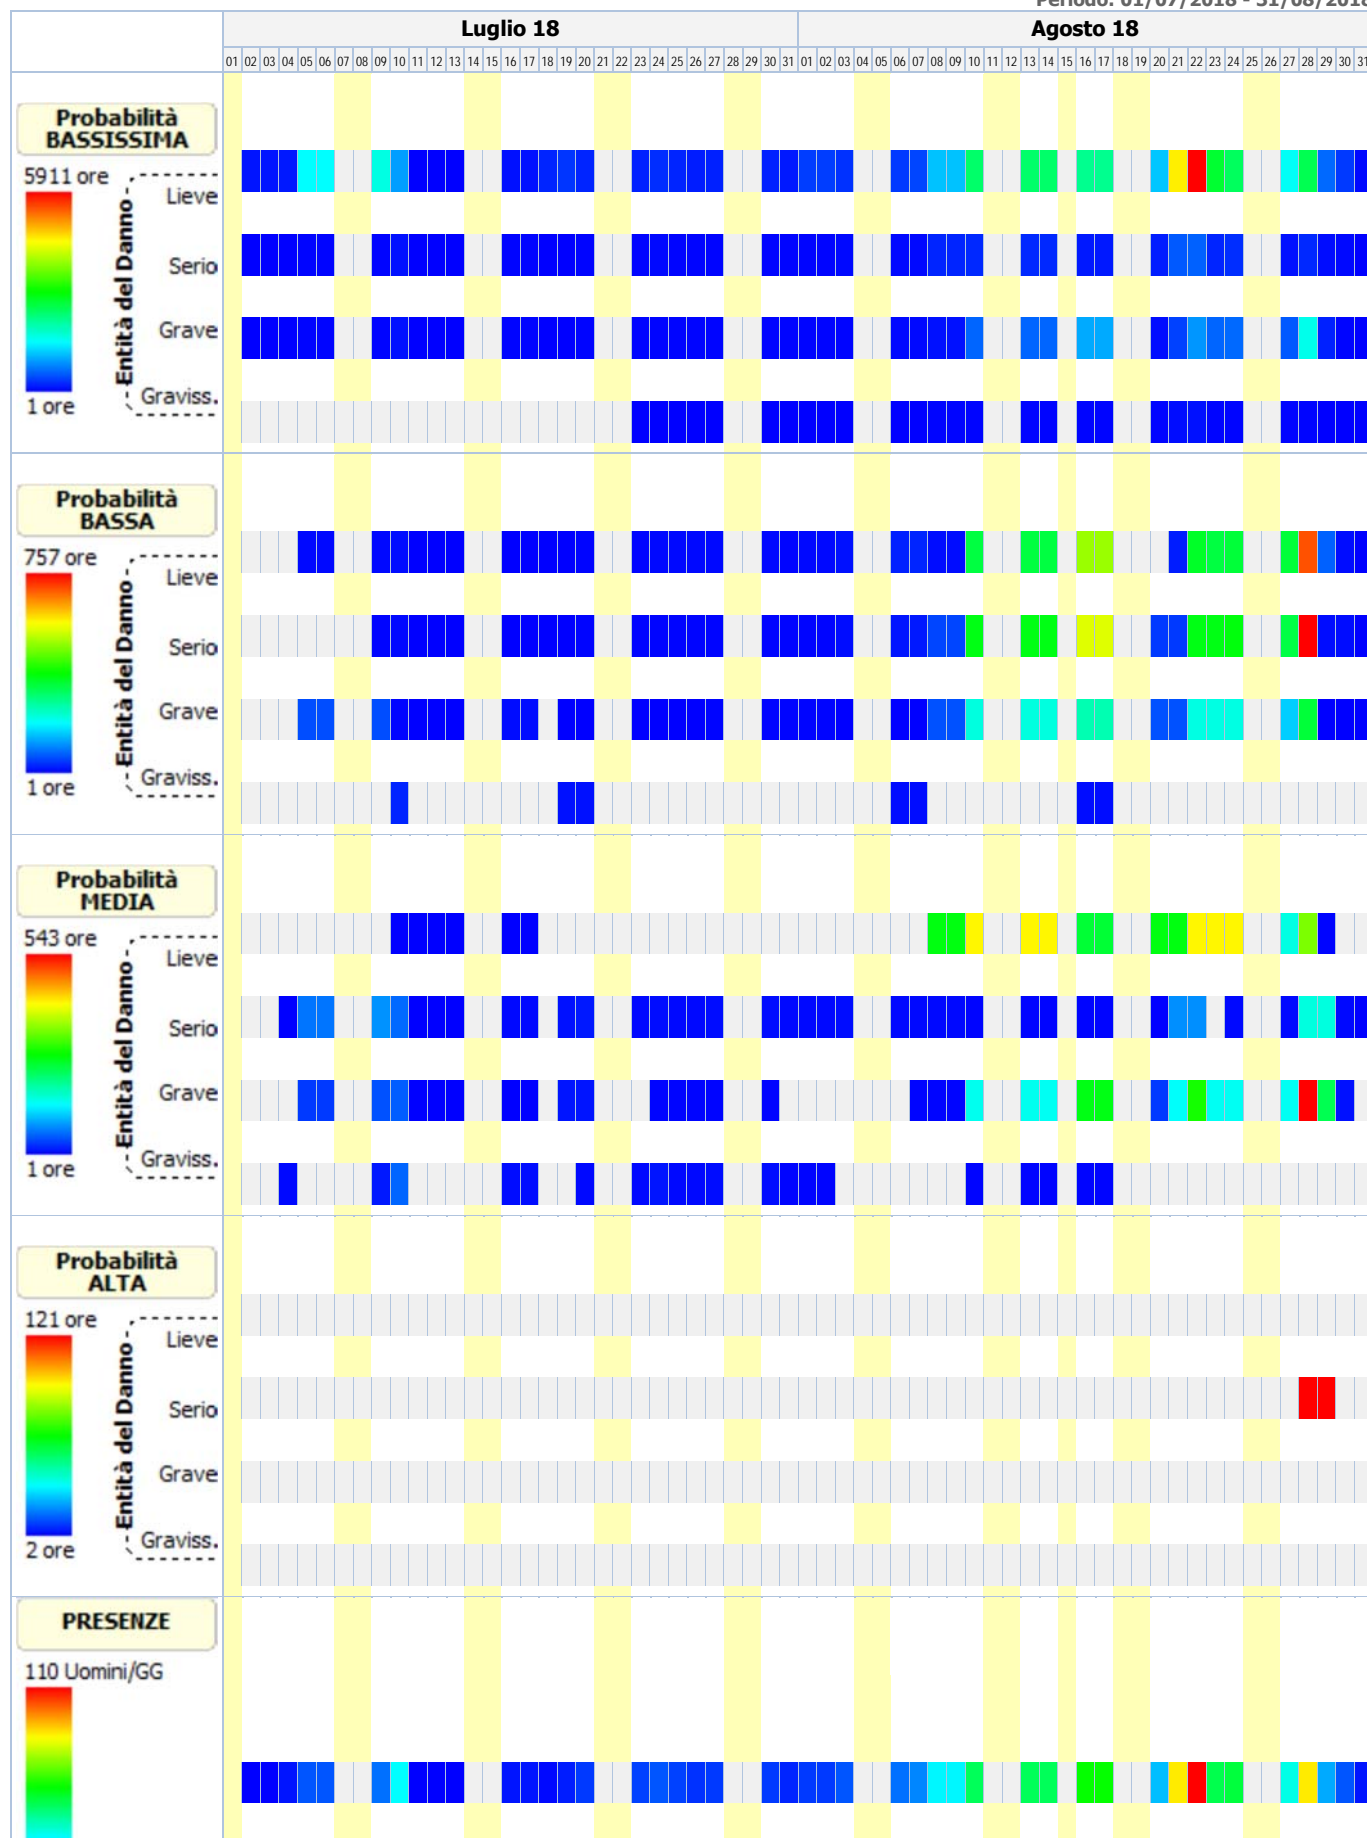 Periodo: 01/07/2018 - 31/08/2018
Luglio 18 Agosto 18
01 02 03 04 05 06 07 08 09 10 11 12 13 14 15 16 17 18 19 20 21 22 23 24 25 26 27 28 29 30 31 01 02 03 04 05 06 07 08 09 10 11 12 13 14 15 16 17 18 19 20 21 22 23 24 25 26 27 28 29 30 31
Probabilità
BASSISSIMA
5911 ore
1 ore
Entità del Danno
Lieve
Serio
Grave
Graviss.
Probabilità
BASSA
757 ore
1 ore
Entità del Danno
Lieve
Serio
Grave
Graviss.
Probabilità
MEDIA
543 ore
1 ore
Entità del Danno
Lieve
Serio
Grave
Graviss.
Probabilità
ALTA
121 ore
2 ore
Entità del Danno
Lieve
Serio
Grave
Graviss.
PRESENZE
110 Uomini/GG